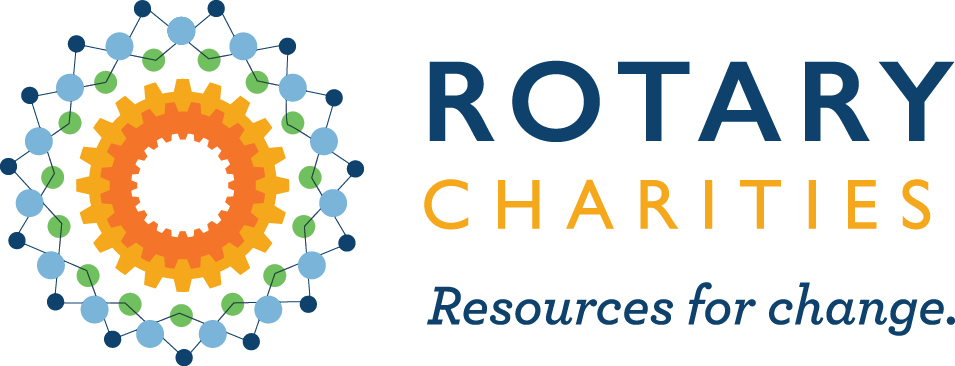 ROTARY
CHARITIES
Resources for change.